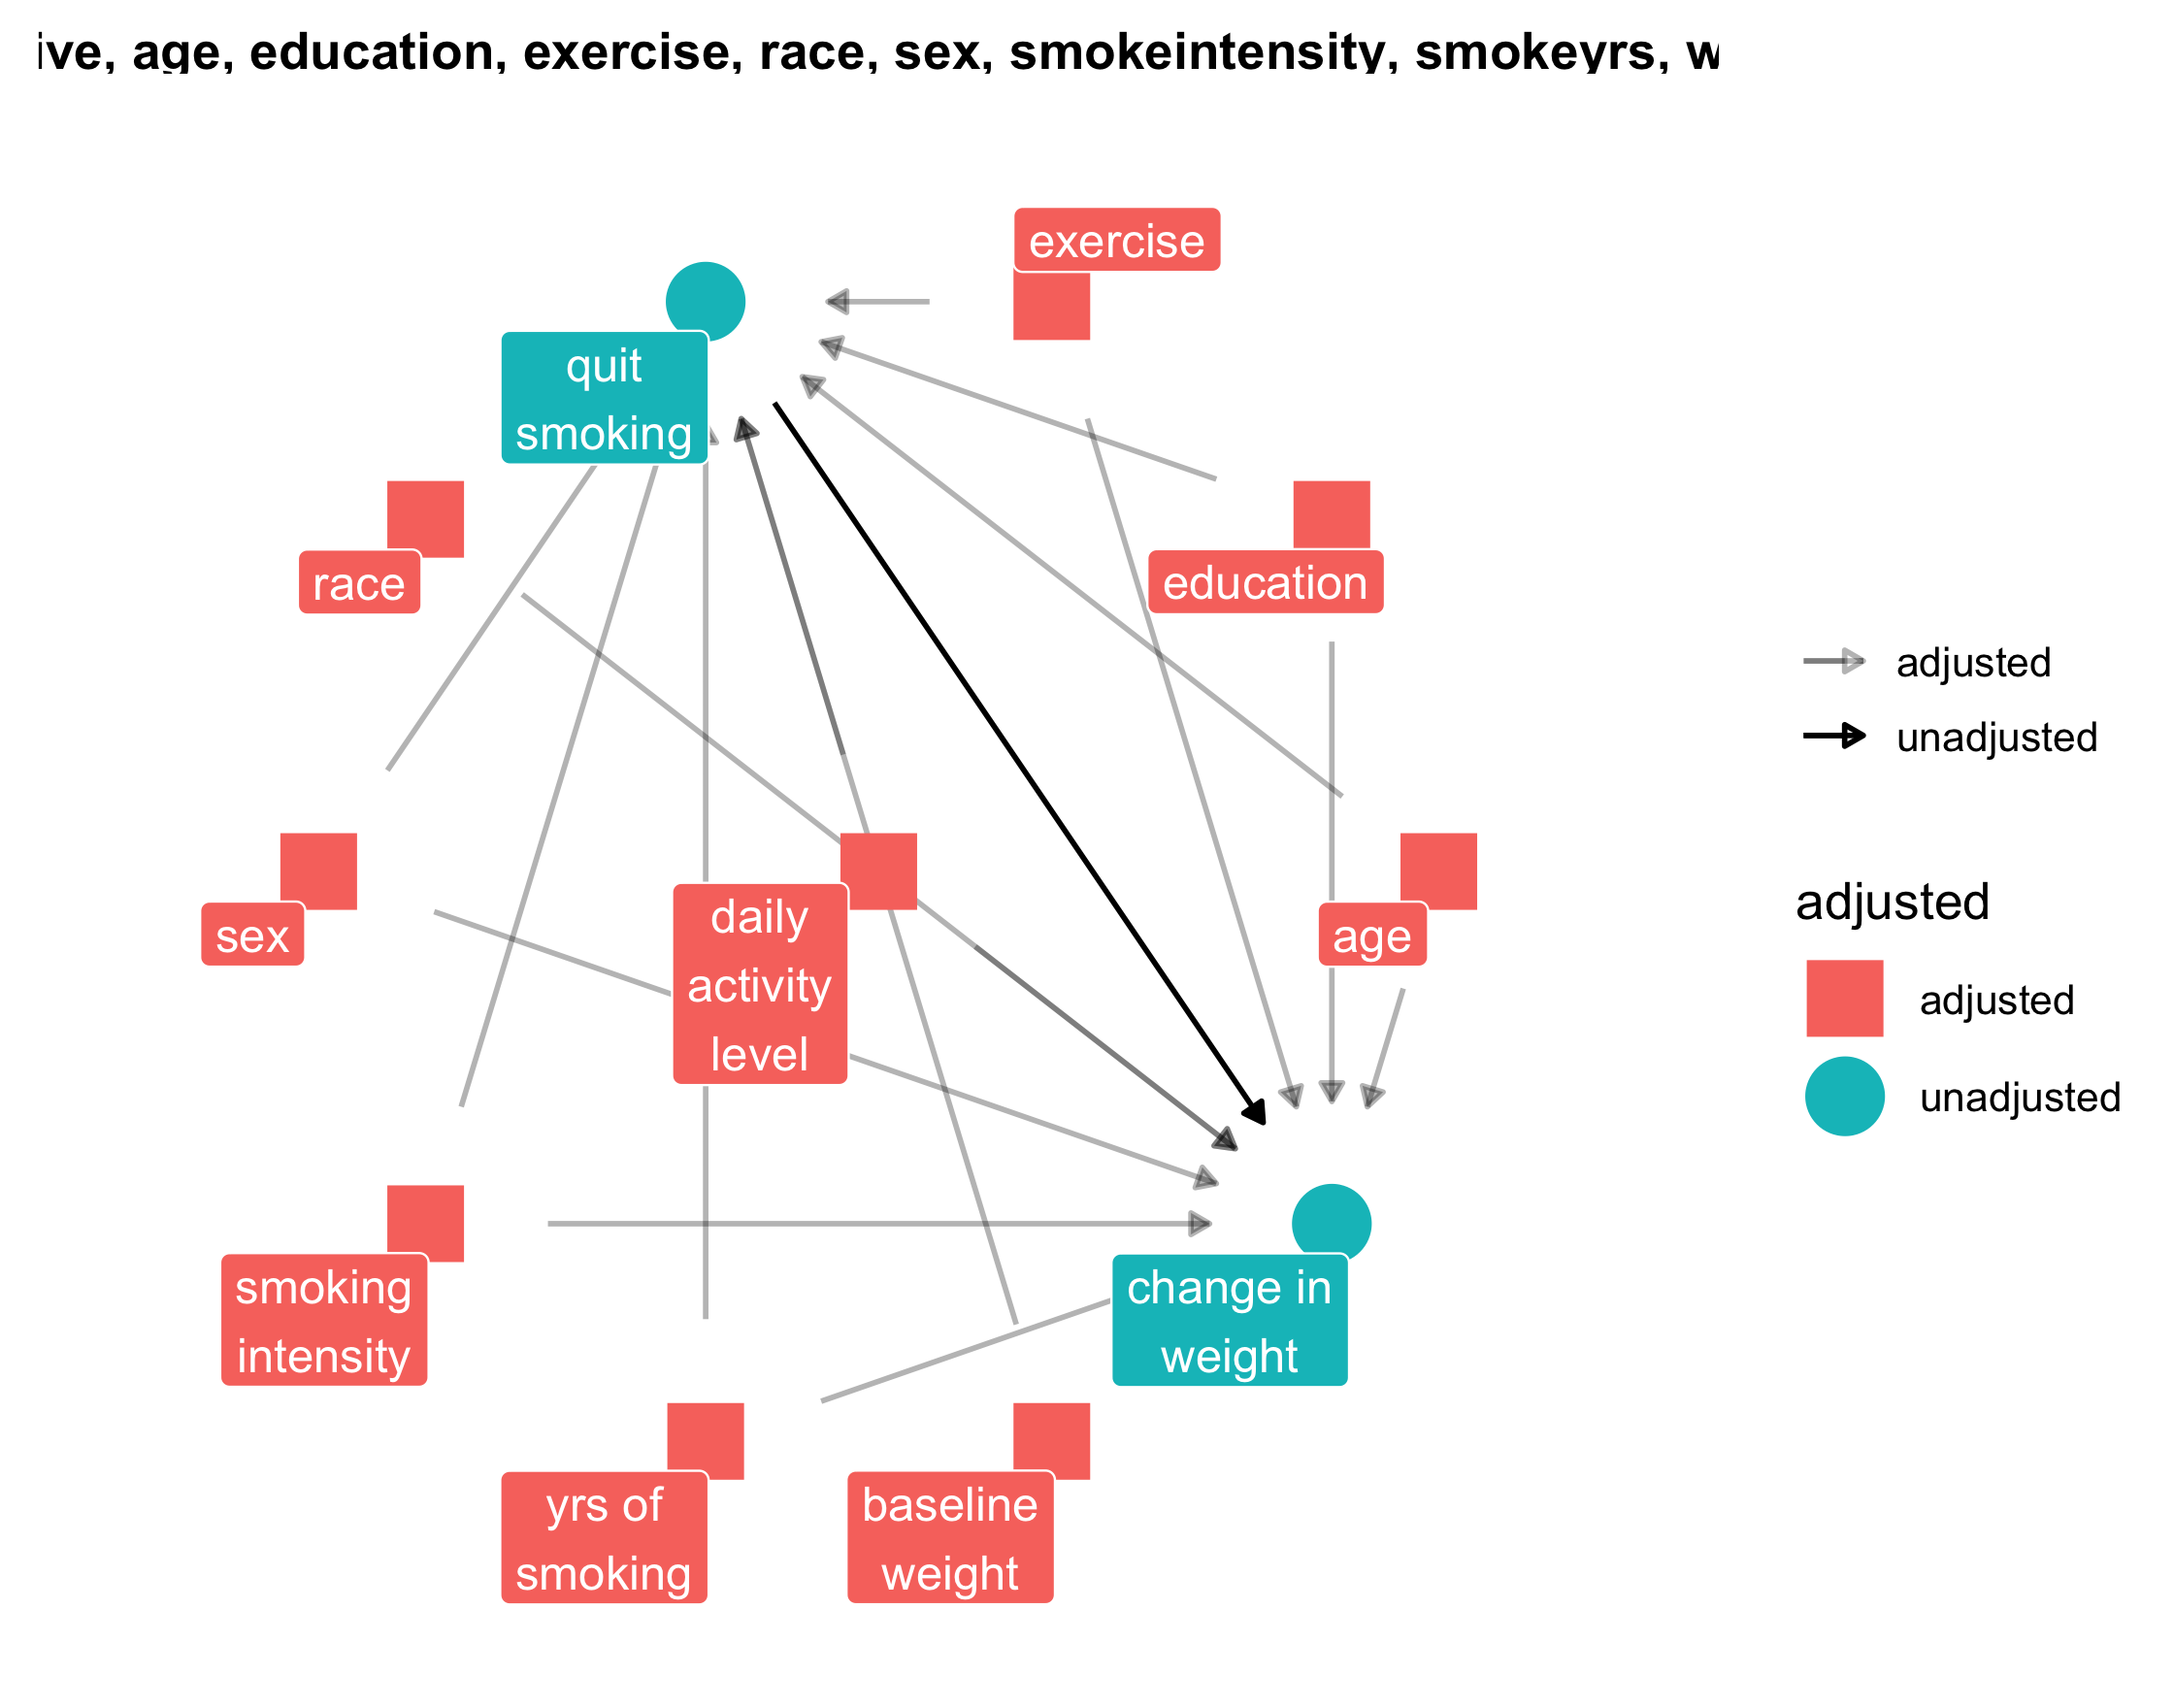 ive, age, education, exercise, race, sex, smokeintensity, smokeyrs, w
exercise
quit
smoking
race
education
adjusted
unadjusted
daily
activity
level
sex
age
adjusted
adjusted
unadjusted
smoking
intensity
change in
weight
yrs of
smoking
baseline
weight